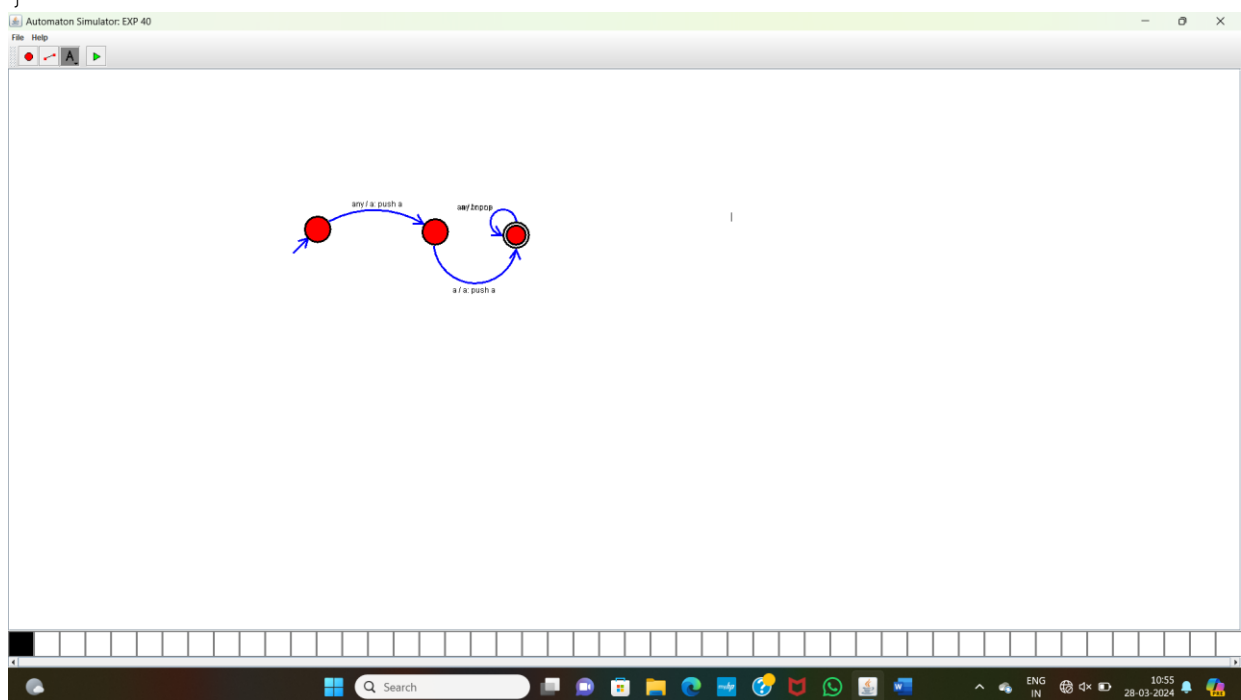 }
Automaton Simulator: EXP 40
File Help
A
any / a: push a
a / a: push a
Search
ENG
IN
10:55
28-03-2024